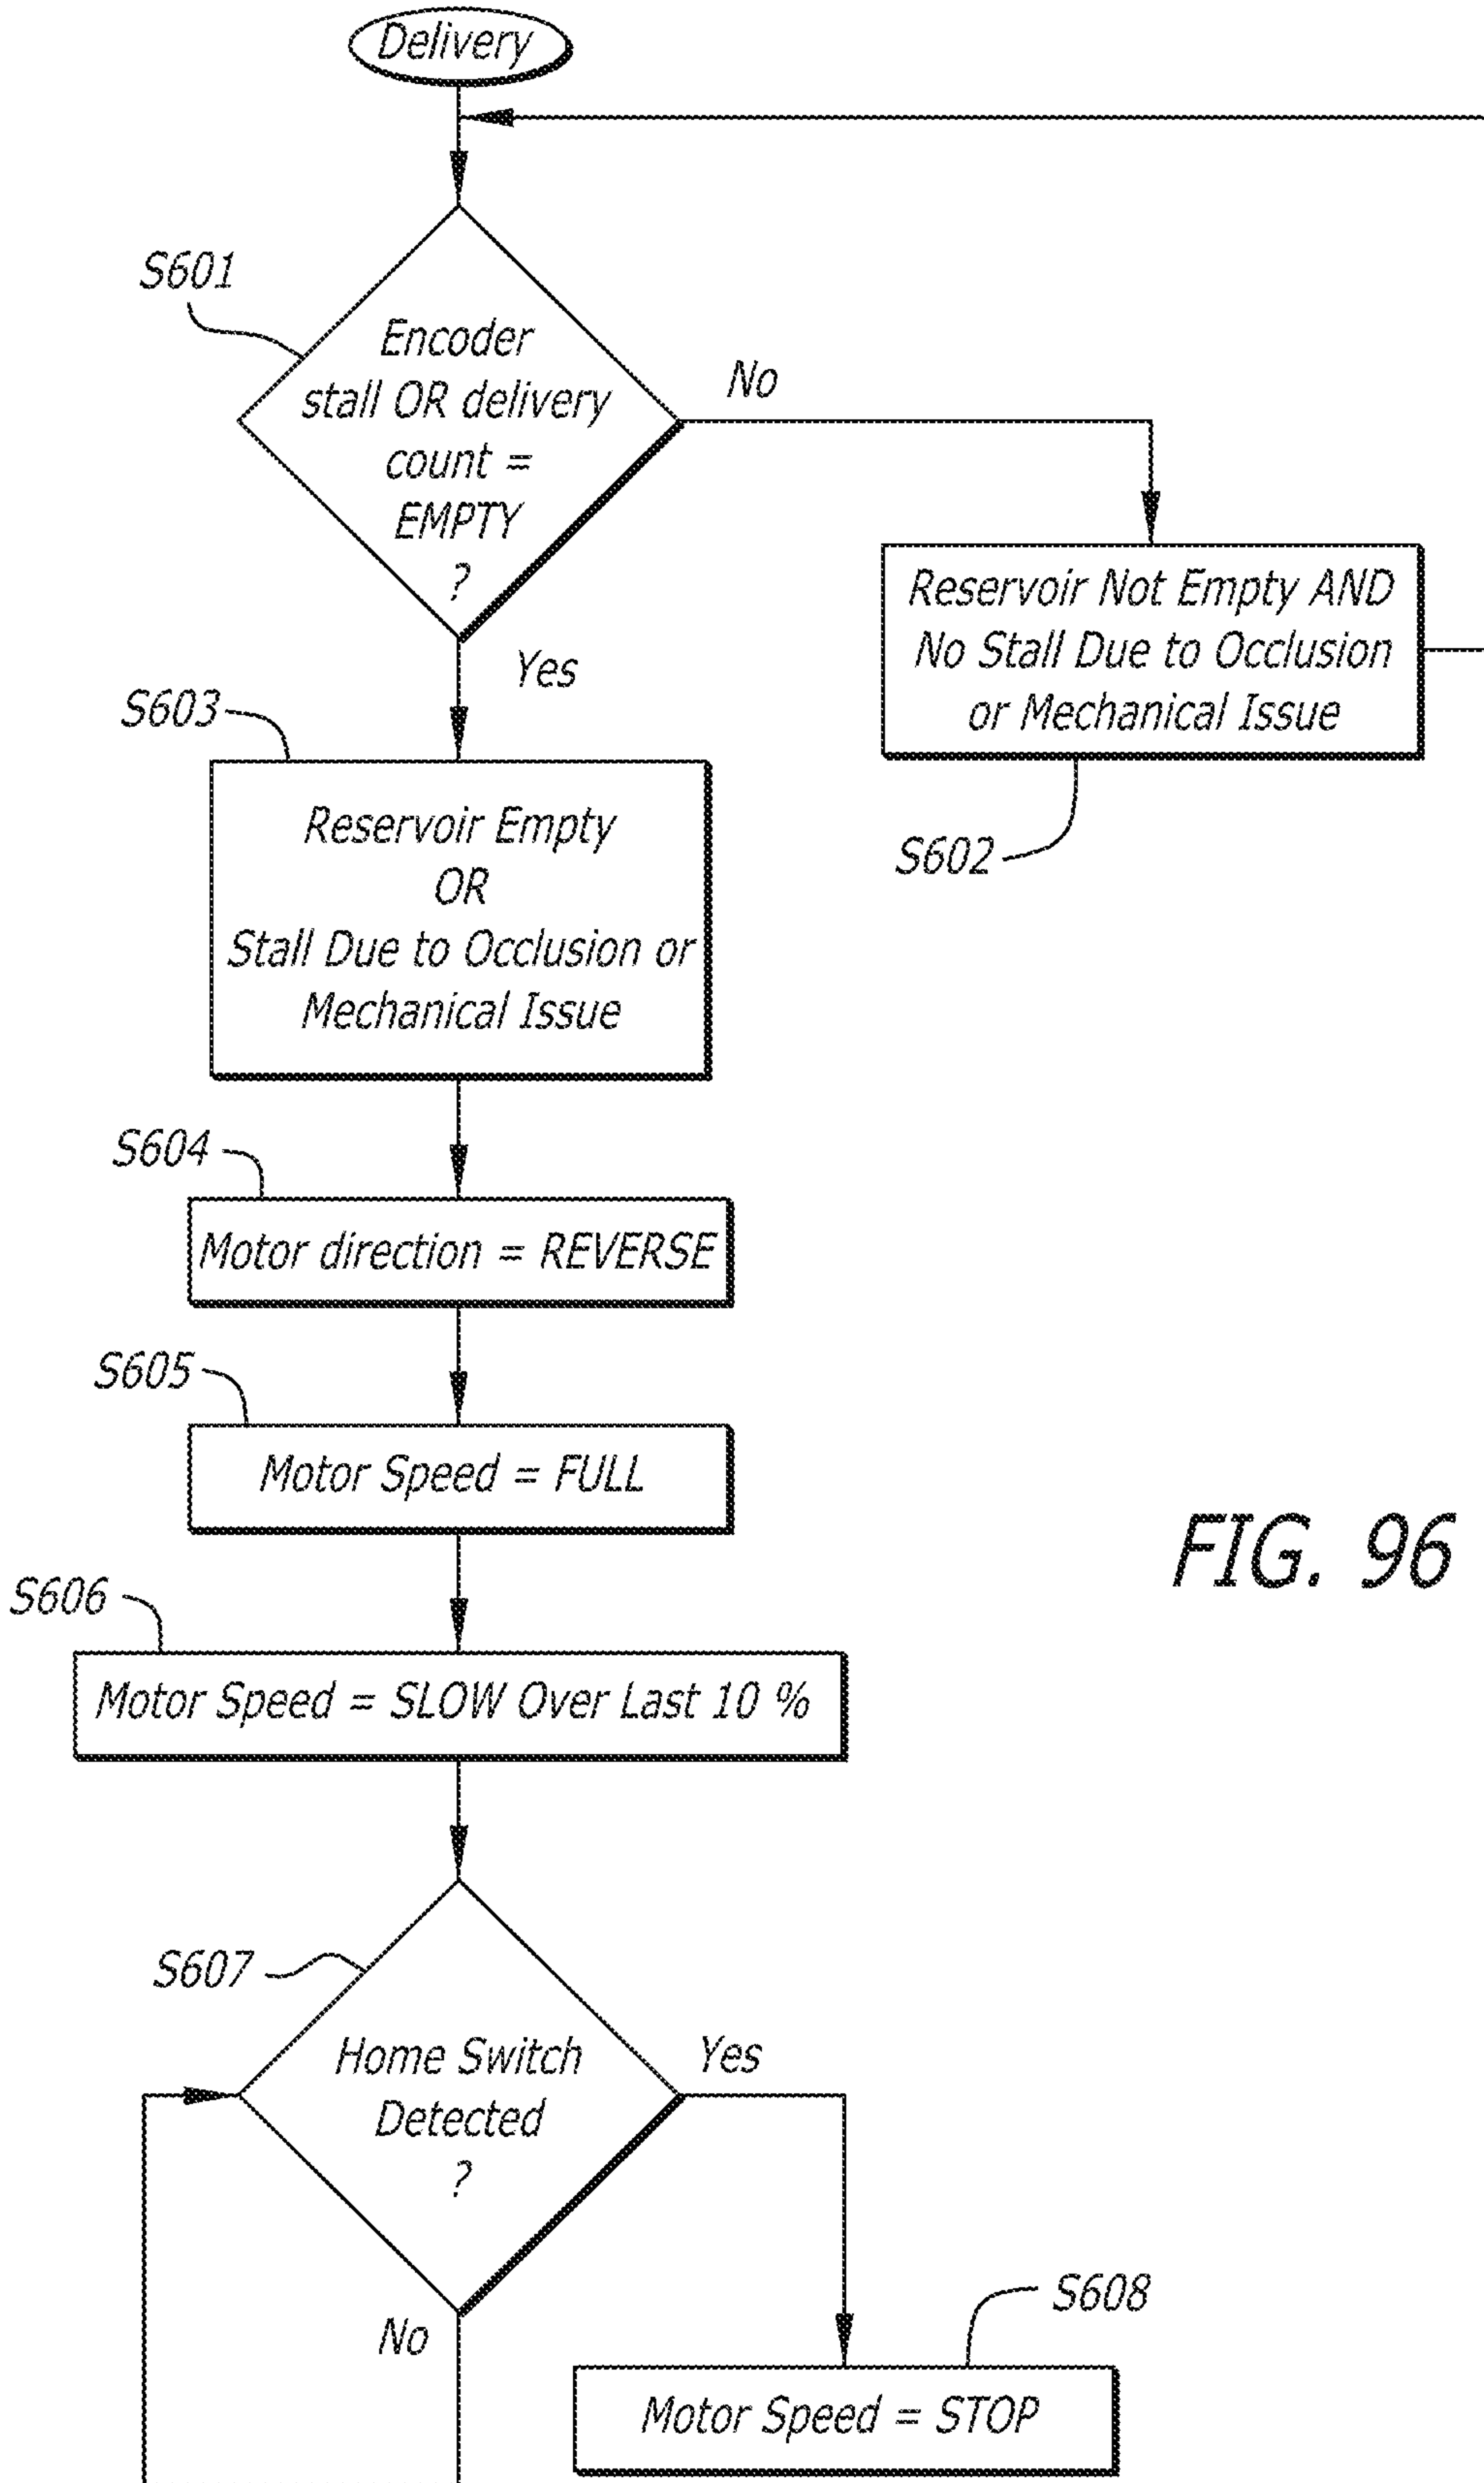 Delivery
S601
Encoder
stall OR delivery
count =
EMPTY
?
No
Yes
Reservoir Not Empty AND
No Stall Due to Occlusion
or Mechanical Issue
S602
S603
Reservoir Empty
OR
Stall Due to Occlusion or
Mechanical Issue
S604
Motor direction = REVERSE
S605
Motor Speed = FULL
FIG. 96
S606
Motor Speed = SLOW Over Last 10 %
S607
Home Switch
Detected
?
Yes
No
S608
Motor Speed = STOP